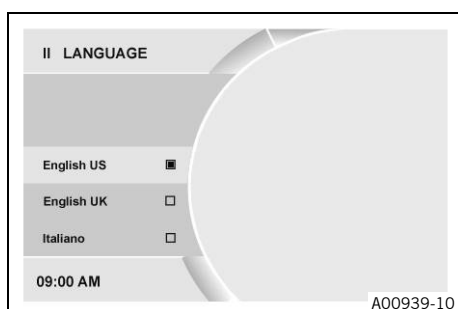 II LANGUAGE
English US
English UK
Italiano
09:00 AM
A00939-10